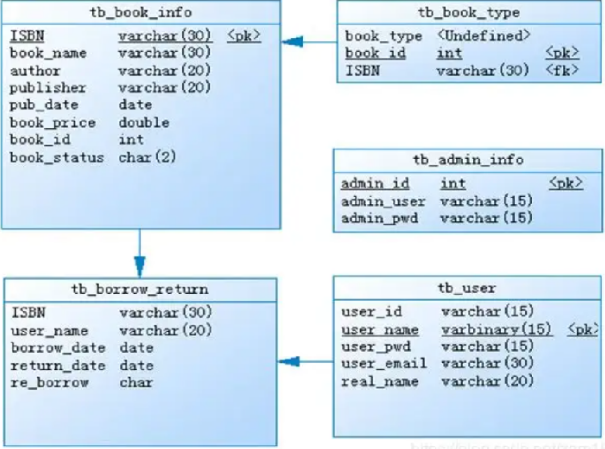 tb_book_info
ISBN varchar(30) <pk>
book_name varchar(30)
author varchar(20)
publisher varchar(20)
pub_date date
book_price double
book_id int
book_status char(2)
tb_book_type
book_type <Undefined>
book_id int <pk>
ISBN varchar(30) <fk>
tb_admin_info
admin_id int <pk>
admin_user varchar(15)
admin_pwd varchar(15)
tb_borrow_return
ISBN varchar(30)
user_name varchar(20)
borrow_date date
return_date date
re_borrow char
tb_user
user_id varchar(15)
user_name varbinary(15) <pk>
user_pwd varchar(15)
user_email varchar(30)
real_name varchar(20)